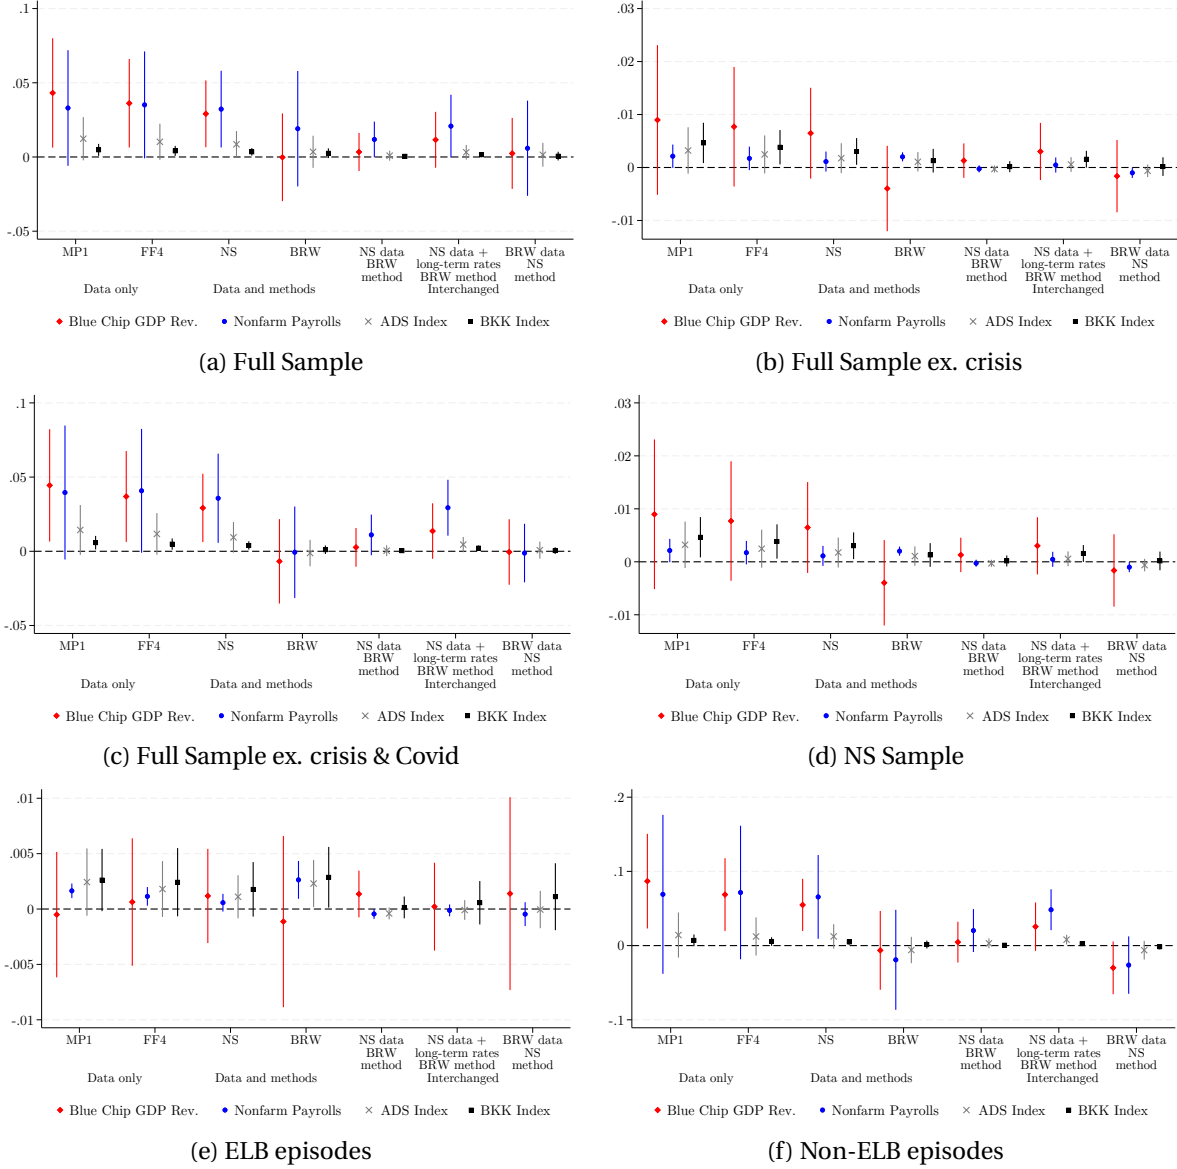 .1
.05
0
-.05
MP1 FF4 NS BRW NS data NS data + BRW data
BRW long-term rates NS
method BRW method method
Data only Data and methods Interchanged
Blue Chip GDP Rev. Nonfarm Payrolls ADS Index BKK Index
(a) Full Sample
.03
.02
.01
0
-.01
MP1 FF4 NS BRW NS data NS data + BRW data
BRW long-term rates NS
method BRW method method
Data only Data and methods Interchanged
Blue Chip GDP Rev. Nonfarm Payrolls ADS Index BKK Index
(b) Full Sample ex. crisis
.1
.05
0
-.05
MP1 FF4 NS BRW NS data NS data + BRW data
BRW long-term rates NS
method BRW method method
Data only Data and methods Interchanged
Blue Chip GDP Rev. Nonfarm Payrolls ADS Index BKK Index
(c) Full Sample ex. crisis & Covid
.03
.02
.01
0
-.01
MP1 FF4 NS BRW NS data NS data + BRW data
BRW long-term rates NS
method BRW method method
Data only Data and methods Interchanged
Blue Chip GDP Rev. Nonfarm Payrolls ADS Index BKK Index
(d) NS Sample
.01
.005
0
-.005
-.01
MP1 FF4 NS BRW NS data NS data + BRW data
BRW long-term rates NS
method BRW method method
Data only Data and methods Interchanged
Blue Chip GDP Rev. Nonfarm Payrolls ADS Index BKK Index
(e) ELB episodes
.2
.1
0
-.1
MP1 FF4 NS BRW NS data NS data + BRW data
BRW long-term rates NS
method BRW method method
Data only Data and methods Interchanged
Blue Chip GDP Rev. Nonfarm Payrolls ADS Index BKK Index
(f) Non-ELB episodes